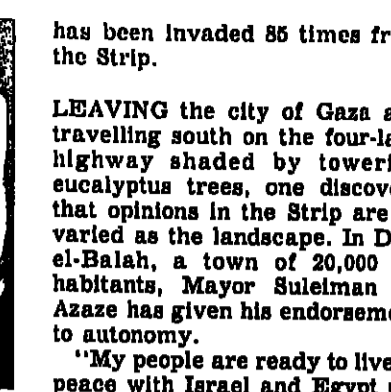 has been invaded 85 times fr
the Strip.
LEAVING the city of Gaza a
travelling south on the four-la
highway shaded by toweri
eucalyptus trees, one discov
that opinions in the Strip are
varied as the landscape. In D
el-Balah, a town of 20,000
habitants, Mayor Suleiman
Azaze has given his endorseme
to autonomy.
"My people are ready to live
peace with Israel and Egypt